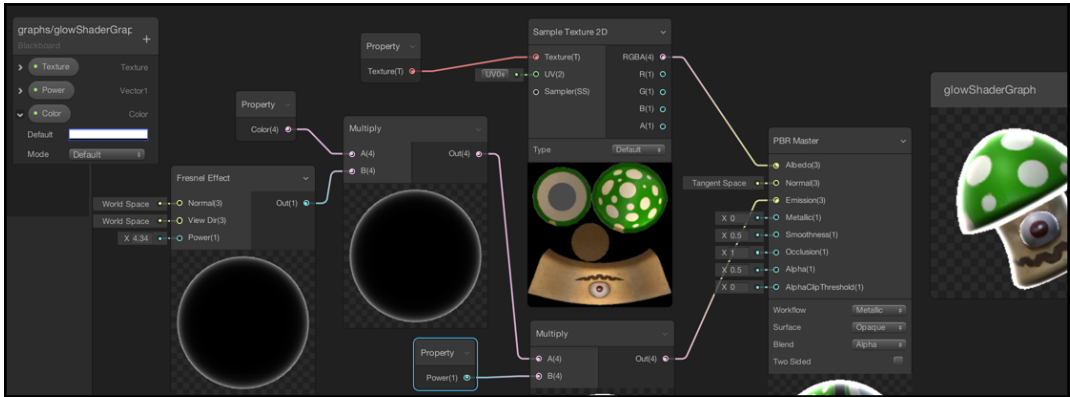 graphs/glowShaderGrap
Blackboard
+
Texture Texture
Power Vector1
Color Color
Default
Mode Default
Property
Color(4)
Fresnel Effect
World Space Normal(3) Out(1)
World Space View Dir(3)
X 4.34 Power(1)
Multiply
A(4) Out(4)
B(4)
Property
Texture(T)
Property
Power(1)
Sample Texture 2D
Texture(T) RGBA(4)
UV0 UV(2) R(1)
Sampler(SS) G(1)
B(1)
A(1)
Type Default
Multiply
A(4) Out(4)
B(4)
PBR Master
Albedo(3)
Tangent Space Normal(3)
Emission(3)
X 0 Metallic(1)
X 0.5 Smoothness(1)
X 1 Occlusion(1)
X 0.5 Alpha(1)
X 0 AlphaClipThreshold(1)
Workflow Metallic
Surface Opaque
Blend Alpha
Two Sided
glowShaderGraph